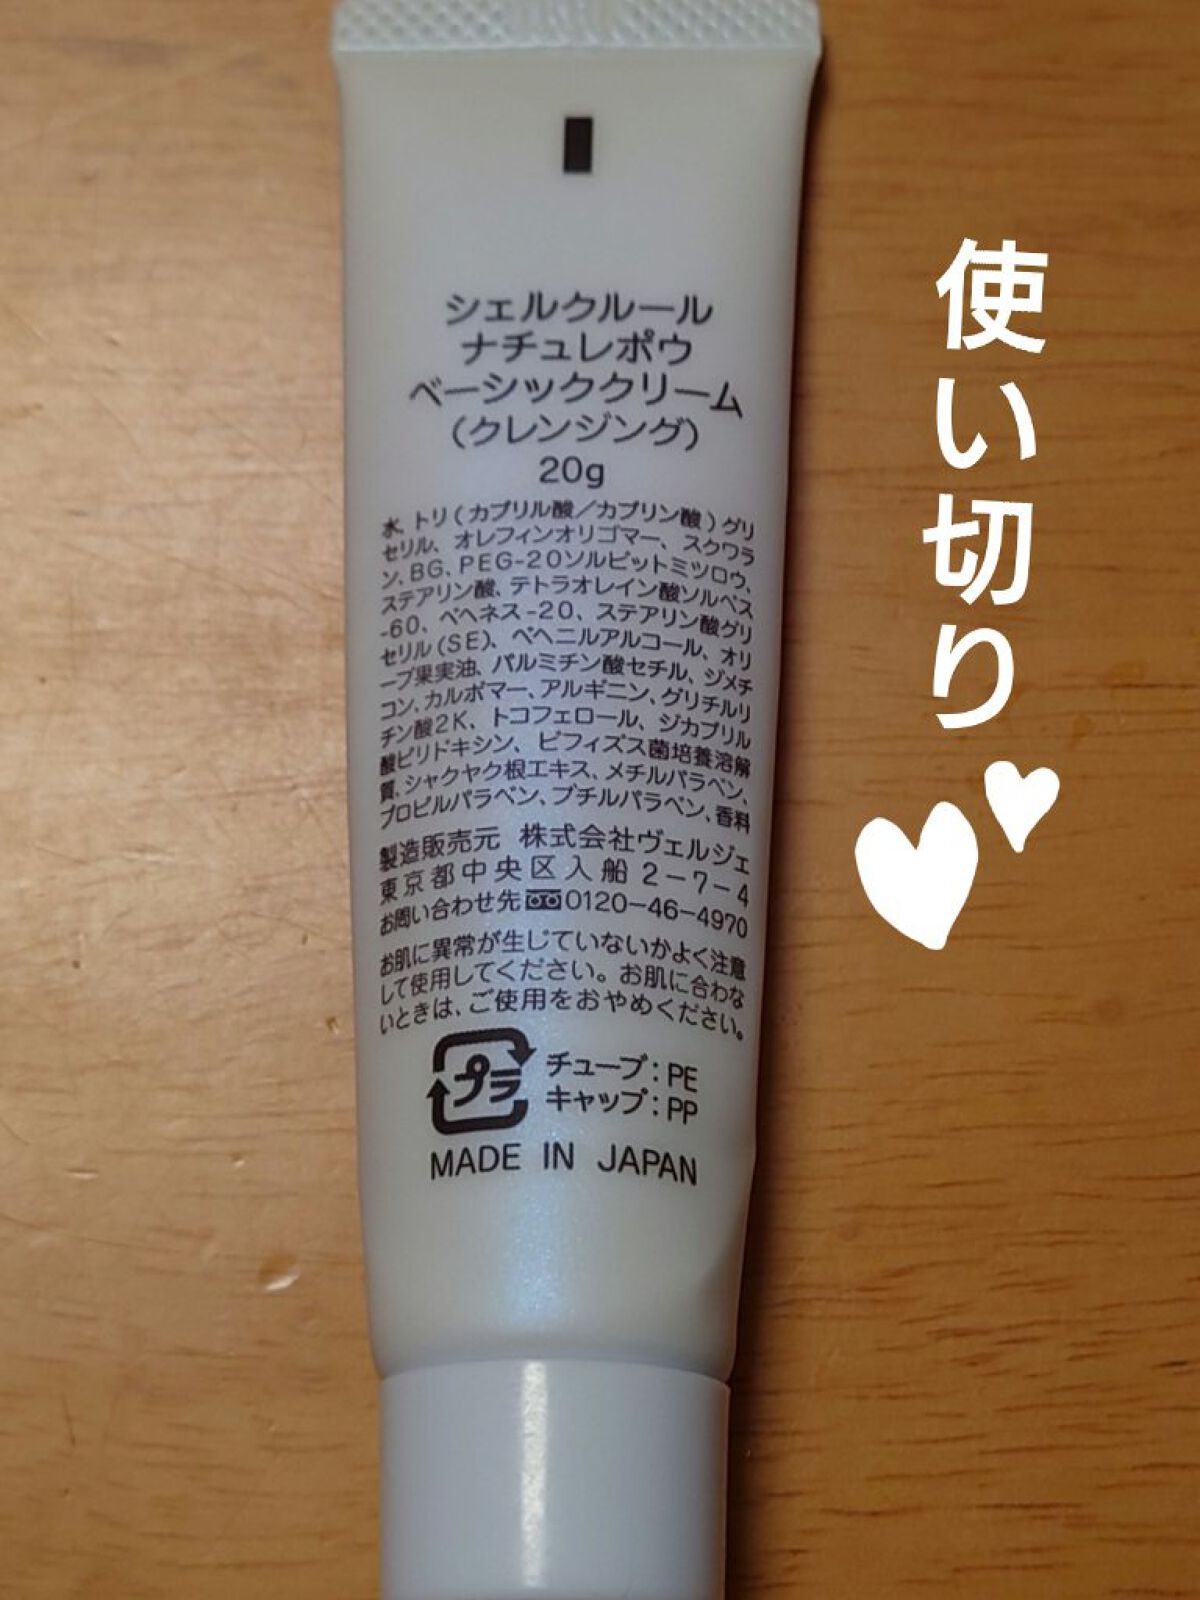 シェルクルール
ナチュレポウ
ベーシッククリーム
(クレンジング)
20g
水、トリ(カプリル酸/カプリン酸)グリ
セリル、オレフィンオリゴマー、スクワラ
ン、BG、PEG-20ソルビットミツロウ、
ステアリン酸、テトラオレイン酸ソルベス
-60、ベヘネス-20、ステアリン酸グリ
セリル(SE)、ベヘニルアルコール、オリ
ーブ果実油、パルミチン酸セチル、ジメチ
コン、カルボマー、アルギニン、グリチルリ
チン酸2K、トコフェロール、ジカプリル
酸ピリドキシン、ビフィズス菌培養溶解
質、シャクヤク根エキス、メチルパラベン、
プロピルパラベン、ブチルパラベン、香料
製造販売元 株式会社ヴェルジェ
東京都中央区入船2-7-4
お問い合わせ先 0120-46-4970
お肌に異常が生じていないかよく注意
して使用してください。お肌に合わな
いときは、ご使用をおやめください。
プラ
チューブ:PE
キャップ:PP
MADE IN JAPAN
使い切り